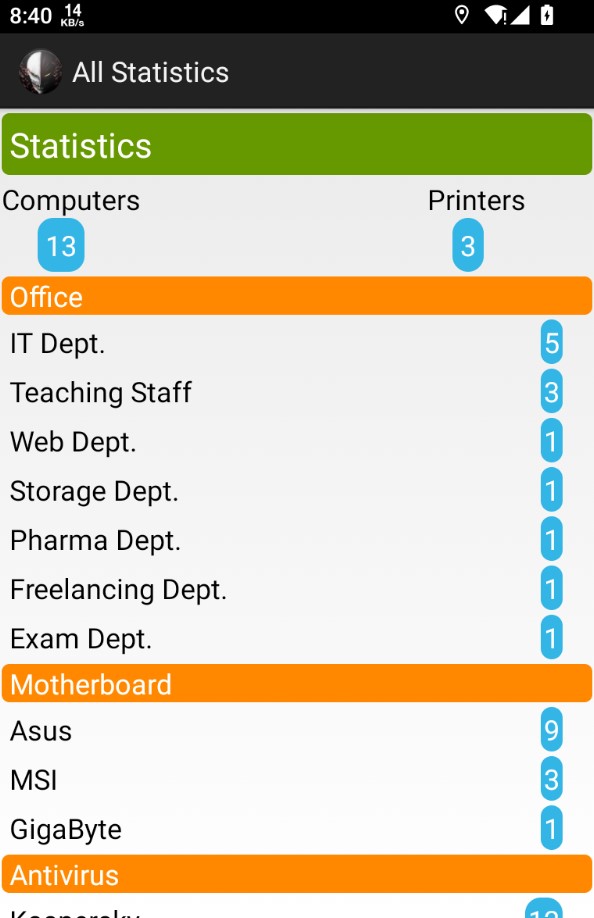 8:40 14 KB/s
All Statistics
Statistics
Computers Printers
13 3
Office
IT Dept. 5
Teaching Staff 3
Web Dept. 1
Storage Dept. 1
Pharma Dept. 1
Freelancing Dept. 1
Exam Dept. 1
Motherboard
Asus 9
MSI 3
GigaByte 1
Antivirus
Kaspersky